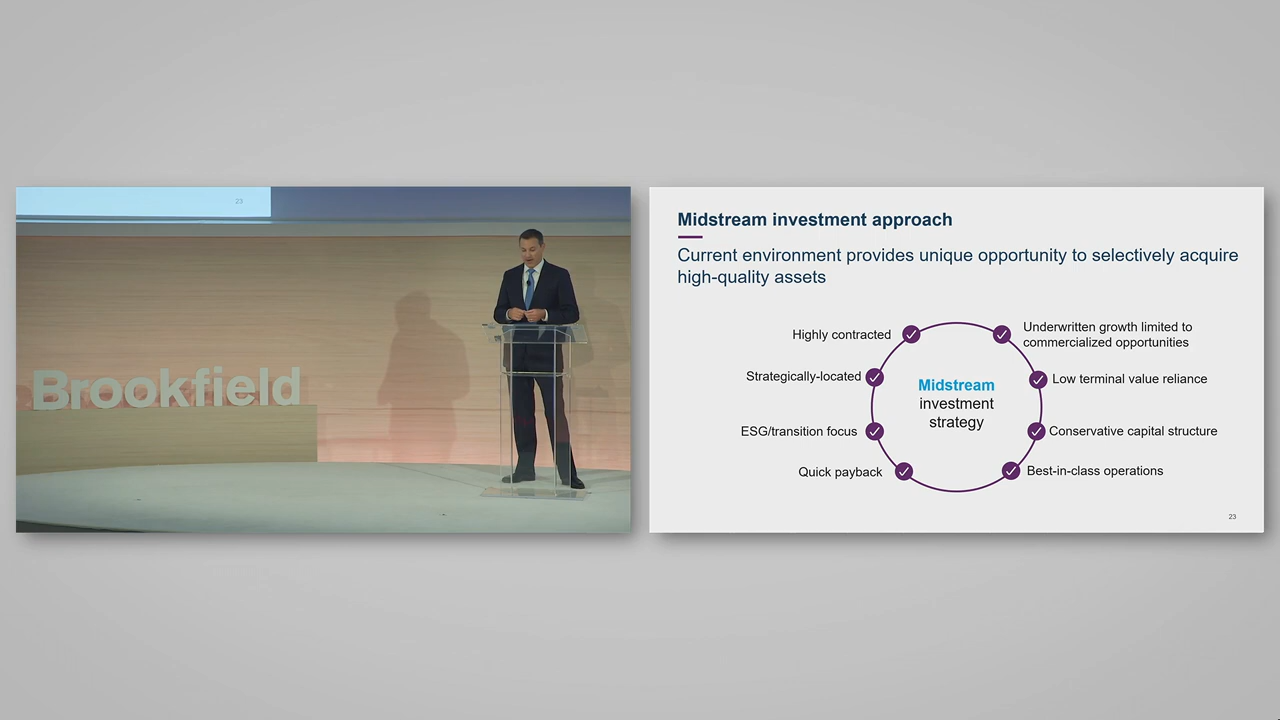 23
Brookfield
Midstream investment approach
Current environment provides unique opportunity to selectively acquire
high-quality assets
Highly contracted
Strategically-located
ESG/transition focus
Quick payback
Midstream
investment
strategy
Underwritten growth limited to
commercialized opportunities
Low terminal value reliance
Conservative capital structure
Best-in-class operations
23